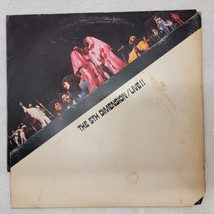 THE 5TH DIMENSION / LIVE!!